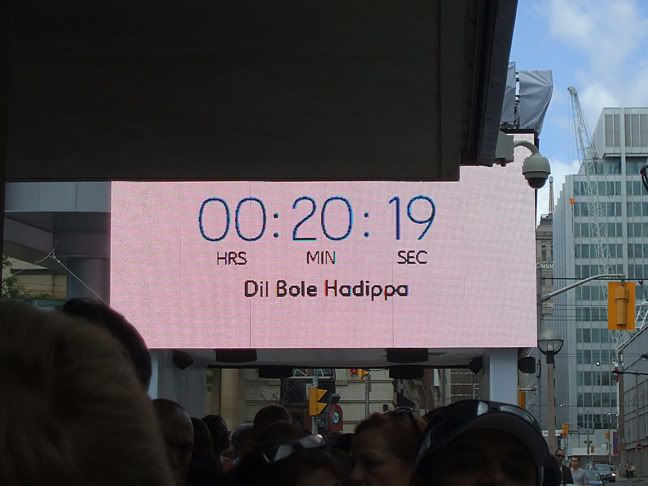 00:20:19
HRS MIN SEC
Dil Bole Hadippa